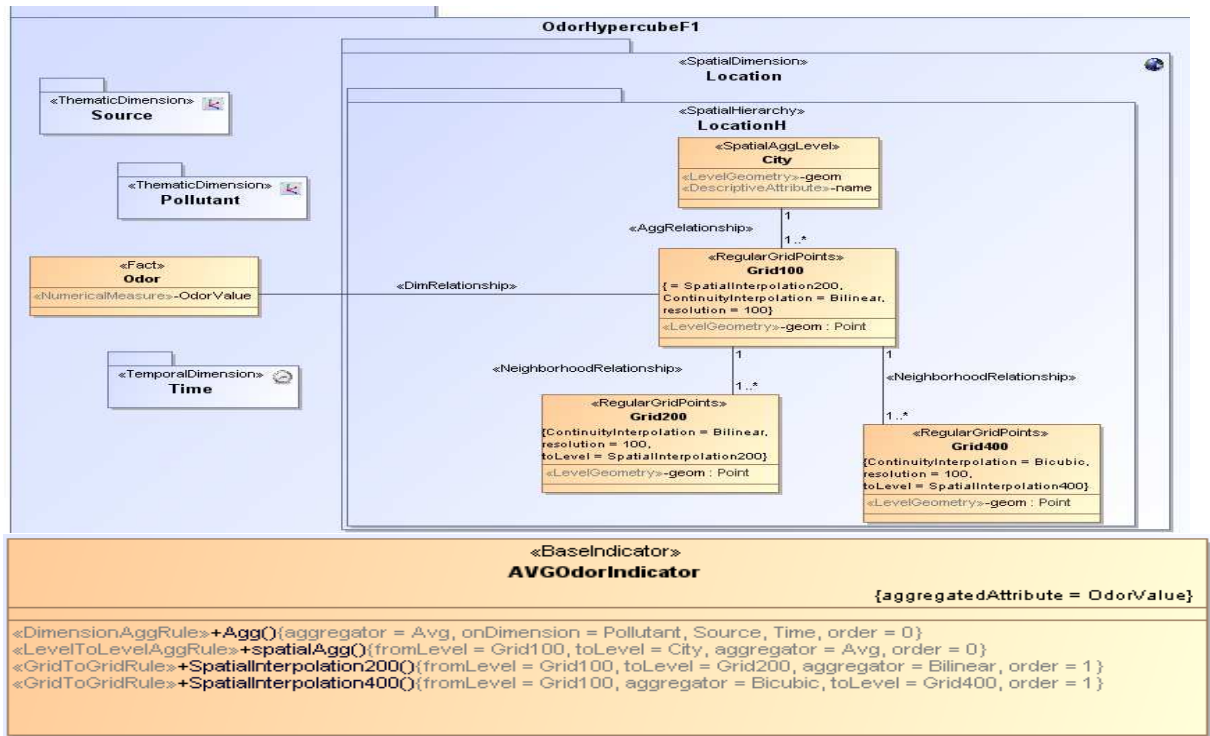 OdorHypercubeF1
«SpatialDimension»
Location
«ThematicDimension»
Source
«SpatialHierarchy»
LocationH
«SpatialAggLevel»
City
«LevelGeometry»-geom
«DescriptiveAttribute»-name
«ThematicDimension»
Pollutant
1
«AggRelationship»
1..*
«Fact»
Odor
«NumericalMeasure»-OdorValue
«DimRelationship»
«RegularGridPoints»
Grid100
{ = SpatialInterpolation200,
ContinuityInterpolation = Bilinear,
resolution = 100}
«LevelGeometry»-geom : Point
«TemporalDimension»
Time
1
«NeighborhoodRelationship»
1..*
1
«NeighborhoodRelationship»
1..*
«RegularGridPoints»
Grid200
{ContinuityInterpolation = Bilinear,
resolution = 100,
toLevel = SpatialInterpolation200}
«LevelGeometry»-geom : Point
«RegularGridPoints»
Grid400
{ContinuityInterpolation = Bicubic,
resolution = 100,
toLevel = SpatialInterpolation400}
«LevelGeometry»-geom : Point
«BaseIndicator»
AVGOdorIndicator
{aggregatedAttribute = OdorValue}
«DimensionAggRule»+Agg(){aggregator = Avg, onDimension = Pollutant, Source, Time, order = 0}
«LevelToLevelAggRule»+spatialAgg(){fromLevel = Grid100, toLevel = City, aggregator = Avg, order = 0}
«GridToGridRule»+SpatialInterpolation200(){fromLevel = Grid100, toLevel = Grid200, aggregator = Bilinear, order = 1}
«GridToGridRule»+SpatialInterpolation400(){fromLevel = Grid100, aggregator = Bicubic, toLevel = Grid400, order = 1}